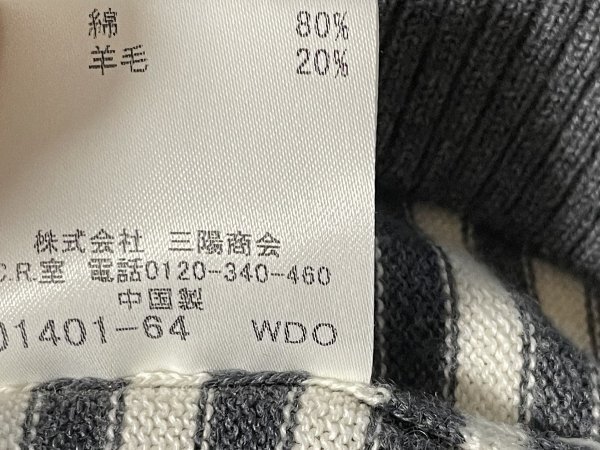 綿 80%
羊毛 20%
株式会社 三陽商会
C.R.室 電話0120-340-460
中国製
01401-64 WDO